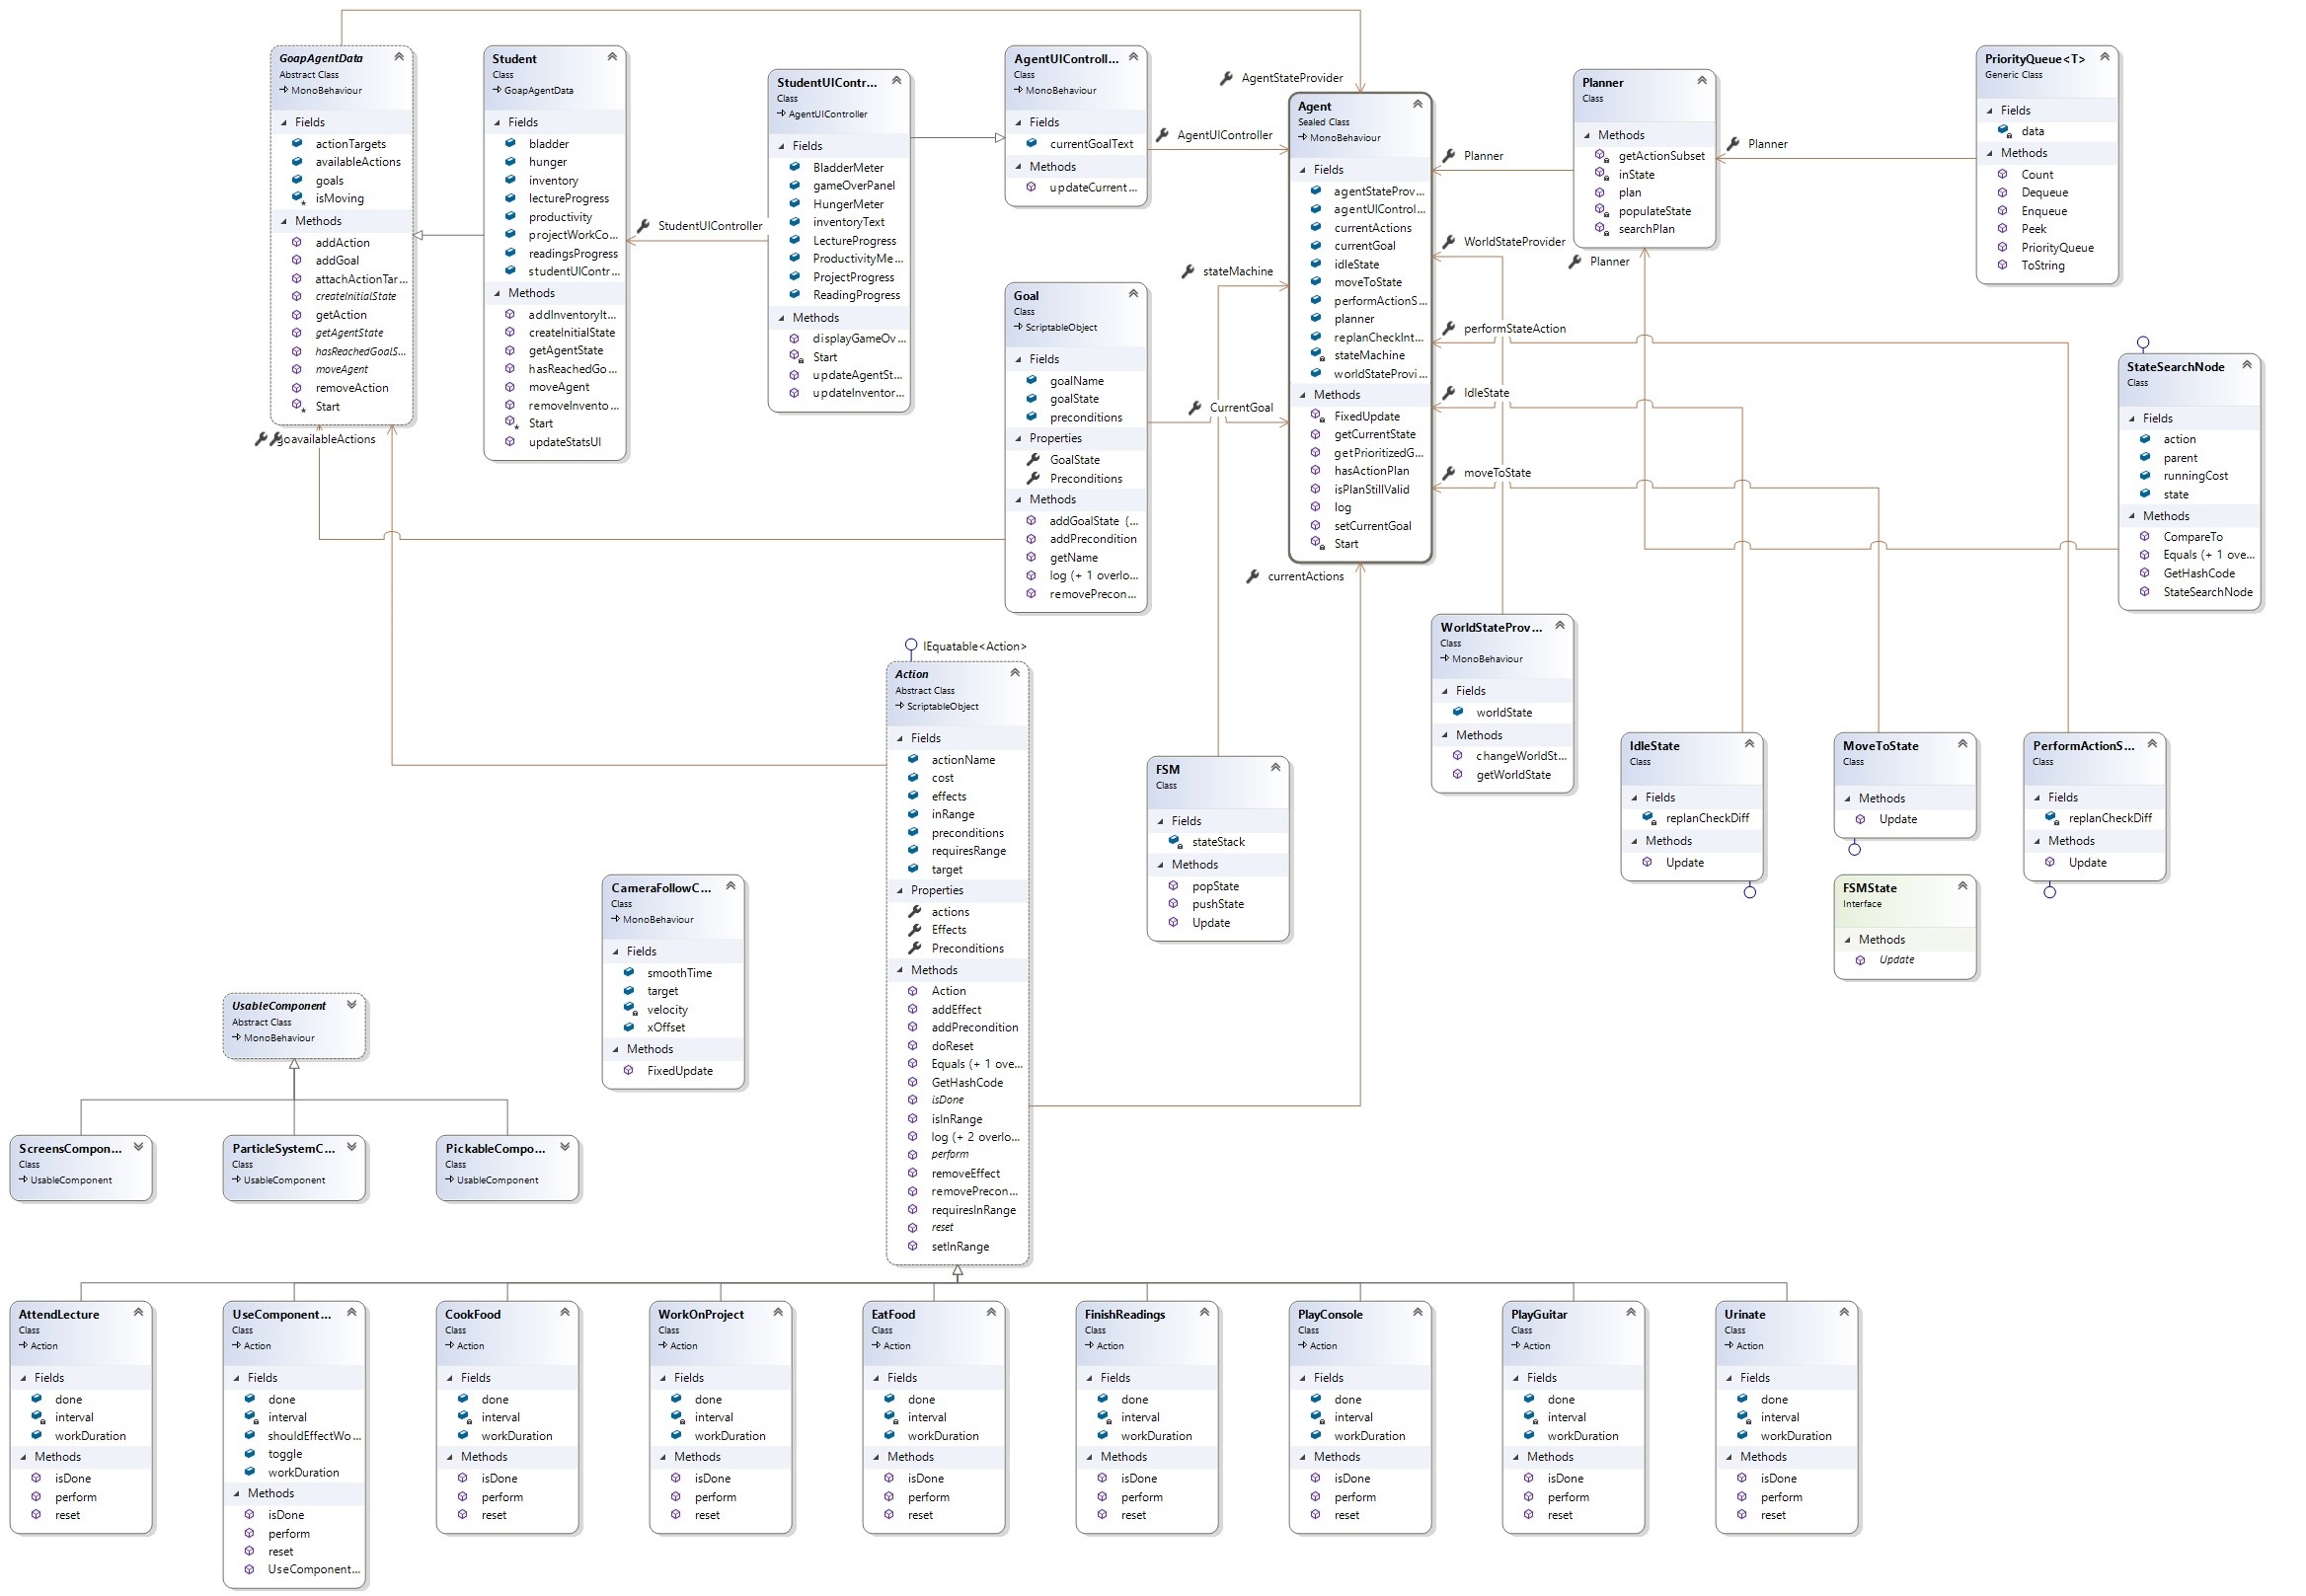 GoapAgentData
Abstract Class
MonoBehaviour
Fields
actionTargets
availableActions
goals
isMoving
Methods
addAction
addGoal
attachActionTar...
createInitialState
getAction
getAgentState
hasReachedGoalS...
moveAgent
removeAction
Start
goavailableActions
Student
Class
GoapAgentData
Fields
bladder
hunger
inventory
lectureProgress
productivity
projectWorkCo...
readingsProgress
studentUIContr...
Methods
addInventoryIt...
createInitialState
getAgentState
hasReachedGo...
moveAgent
removeInvento...
Start
updateStatsUI
StudentUIController
StudentUIContr...
Class
AgentUIController
Fields
BladderMeter
gameOverPanel
HungerMeter
inventoryText
LectureProgress
ProductivityMe...
ProjectProgress
ReadingProgress
Methods
displayGameOv...
Start
updateAgentSt...
updateInventor...
AgentUIControll...
Class
MonoBehaviour
Fields
currentGoalText
Methods
updateCurrent...
AgentStateProvider
AgentUIController
stateMachine
CurrentGoal
currentActions
Goal
Class
ScriptableObject
Fields
goalName
goalState
preconditions
Properties
GoalState
Preconditions
Methods
addGoalState (...
addPrecondition
getName
log (+ 1 overlo...
removePrecon...
Agent
Sealed Class
MonoBehaviour
Fields
agentStateProv...
agentUIControl...
currentActions
currentGoal
idleState
moveToState
performActionS...
planner
replanCheckInt...
stateMachine
worldStateProvi...
Methods
FixedUpdate
getCurrentState
getPrioritizedG...
hasActionPlan
isPlanStillValid
log
setCurrentGoal
Start
Planner
WorldStateProvider
performStateAction
IdleState
moveToState
Planner
Class
Methods
getActionSubset
inState
plan
populateState
searchPlan
Planner
Planner
PriorityQueue<T>
Generic Class
Fields
data
Methods
Count
Dequeue
Enqueue
Peek
PriorityQueue
ToString
StateSearchNode
Class
Fields
action
parent
runningCost
state
Methods
CompareTo
Equals (+ 1 ove...
GetHashCode
StateSearchNode
WorldStateProv...
Class
MonoBehaviour
Fields
worldState
Methods
changeWorldSt...
getWorldState
IdleState
Class
Fields
replanCheckDiff
Methods
Update
MoveToState
Class
Methods
Update
PerformActionS...
Class
Fields
replanCheckDiff
Methods
Update
FSMState
Interface
Methods
Update
FSM
Class
Fields
stateStack
Methods
popState
pushState
Update
IEquatable<Action>
Action
Abstract Class
ScriptableObject
Fields
actionName
cost
effects
inRange
preconditions
requiresRange
target
Properties
actions
Effects
Preconditions
Methods
Action
addEffect
addPrecondition
doReset
Equals (+ 1 ove...
GetHashCode
isDone
isInRange
log (+ 2 overlo...
perform
removeEffect
removePrecon...
requiresInRange
reset
setInRange
CameraFollowC...
Class
MonoBehaviour
Fields
smoothTime
target
velocity
xOffset
Methods
FixedUpdate
UsableComponent
Abstract Class
MonoBehaviour
ScreensCompon...
Class
UsableComponent
ParticleSystemC...
Class
UsableComponent
PickableCompo...
Class
UsableComponent
AttendLecture
Class
Action
Fields
done
interval
workDuration
Methods
isDone
perform
reset
UseComponent...
Class
Action
Fields
done
interval
shouldEffectWo...
toggle
workDuration
Methods
isDone
perform
reset
UseComponent...
CookFood
Class
Action
Fields
done
interval
workDuration
Methods
isDone
perform
reset
WorkOnProject
Class
Action
Fields
done
interval
workDuration
Methods
isDone
perform
reset
EatFood
Class
Action
Fields
done
interval
workDuration
Methods
isDone
perform
reset
FinishReadings
Class
Action
Fields
done
interval
workDuration
Methods
isDone
perform
reset
PlayConsole
Class
Action
Fields
done
interval
workDuration
Methods
isDone
perform
reset
PlayGuitar
Class
Action
Fields
done
interval
workDuration
Methods
isDone
perform
reset
Urinate
Class
Action
Fields
done
interval
workDuration
Methods
isDone
perform
reset